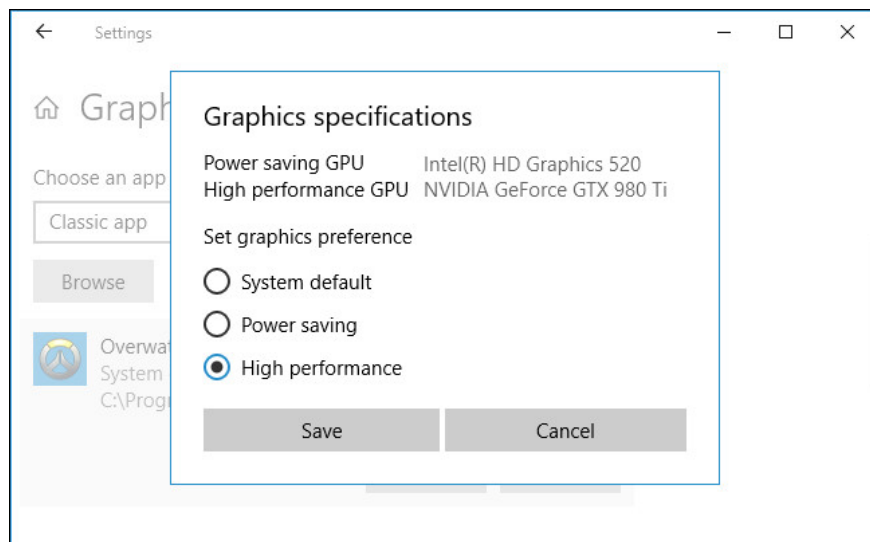 Settings
Graph
Choose an app
Classic app
Browse
Overwat
System
C:\Progr
Graphics specifications
Power saving GPU Intel(R) HD Graphics 520
High performance GPU NVIDIA GeForce GTX 980 Ti
Set graphics preference
System default
Power saving
High performance
Save Cancel